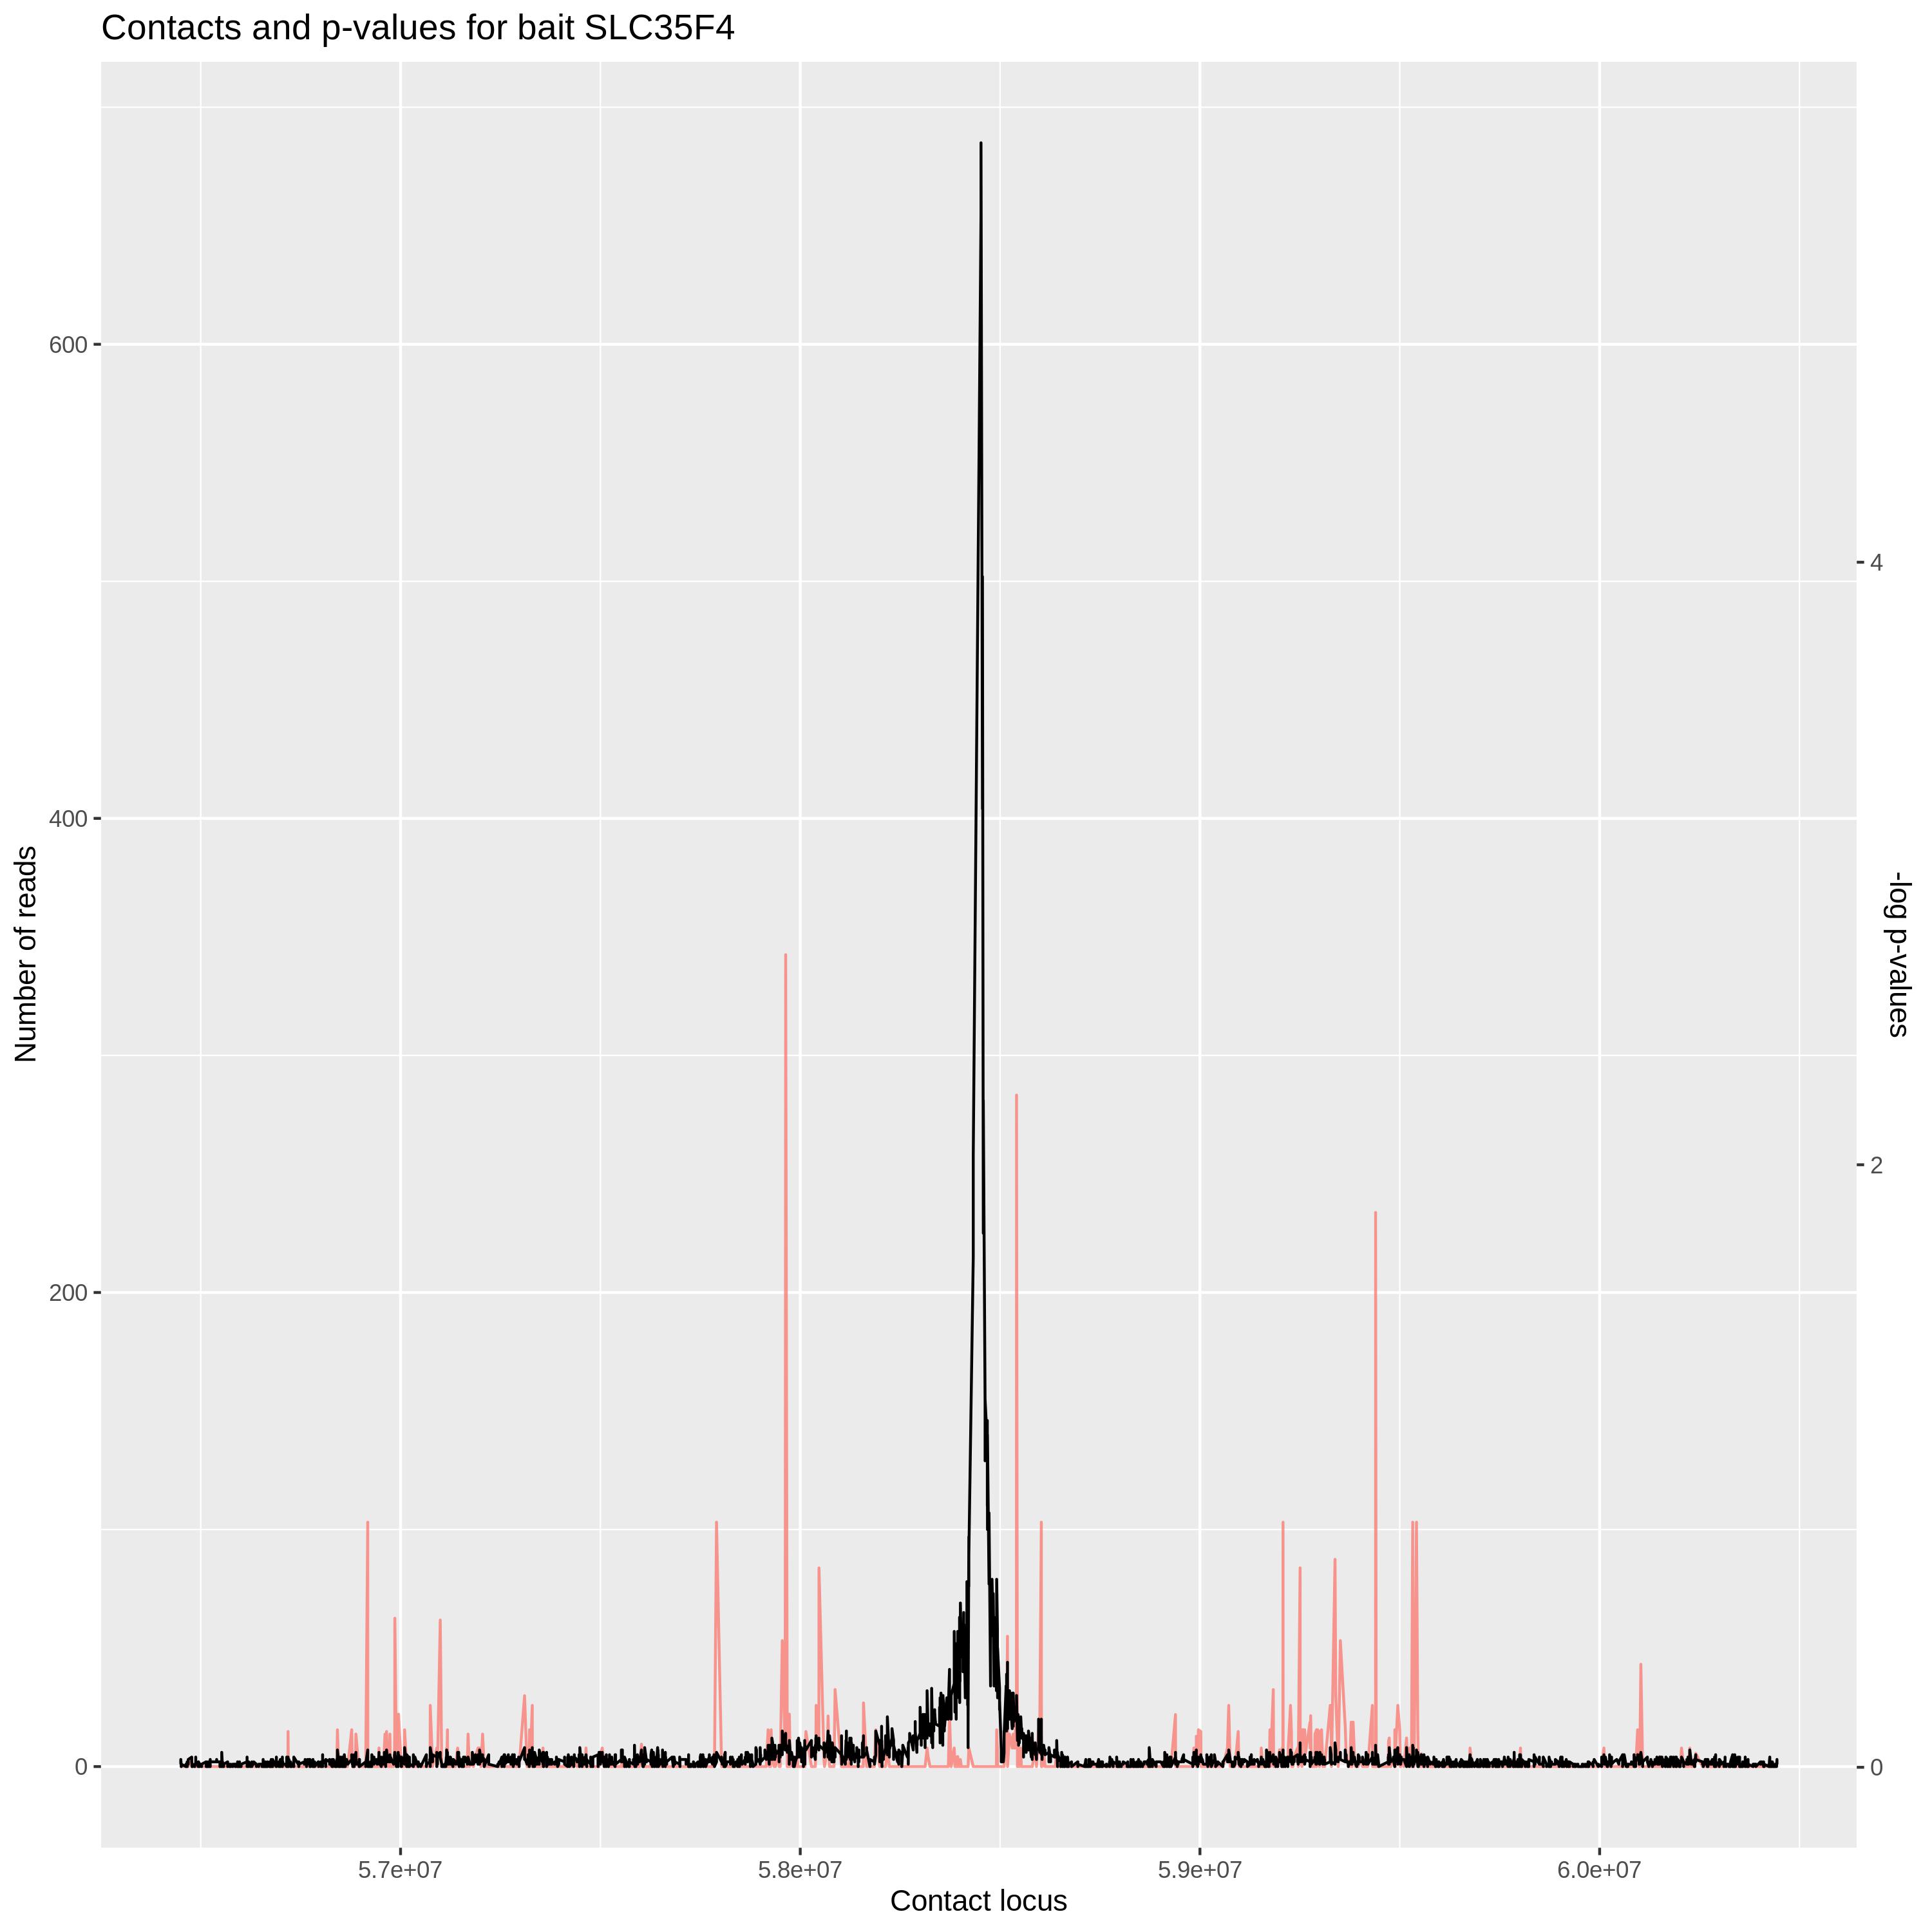 Contacts and p-values for bait SLC35F4
600
400
200
0
Number of reads
4
2
0
-log p-values
5.7e+07
5.8e+07
5.9e+07
6.0e+07
Contact locus